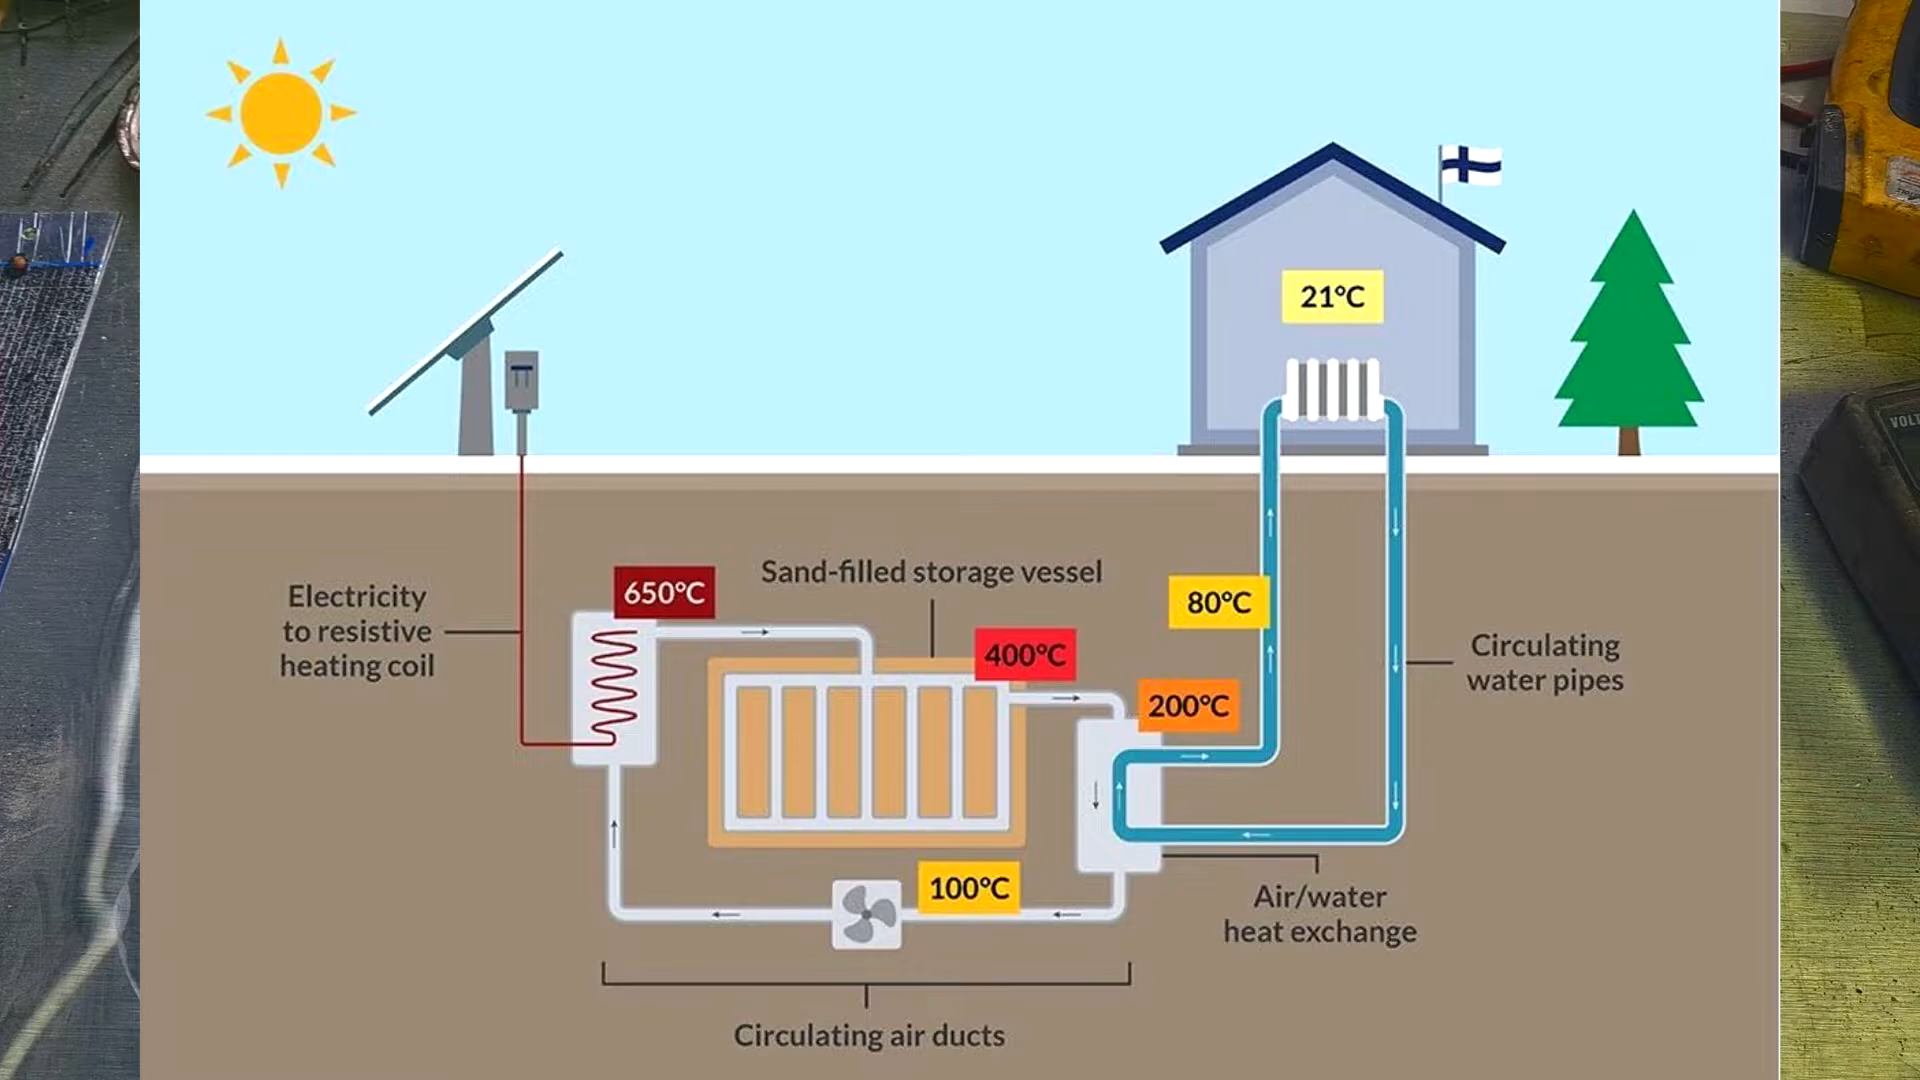 21°C
Electricity
to resistive
heating coil
650°C
Sand-filled storage vessel
400°C
80°C
200°C
Circulating
water pipes
100°C
Air/water
heat exchange
Circulating air ducts